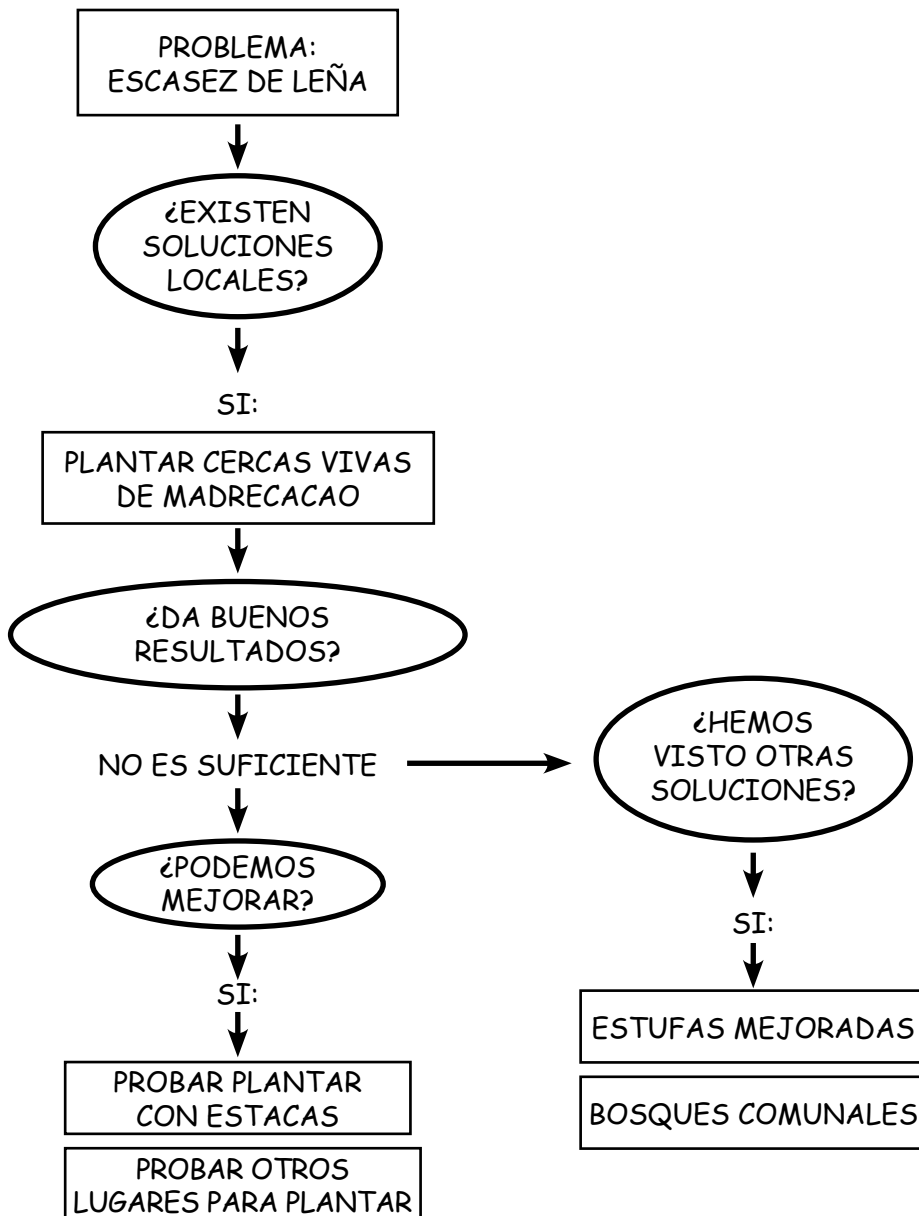 PROBLEMA:
ESCASEZ DE LEÑA
¿EXISTEN
SOLUCIONES
LOCALES?
SI:
PLANTAR CERCAS VIVAS
DE MADRECACAO
¿DA BUENOS
RESULTADOS?
NO ES SUFICIENTE
¿PODEMOS
MEJORAR?
SI:
PROBAR PLANTAR
CON ESTACAS
PROBAR OTROS
LUGARES PARA PLANTAR
¿HEMOS
VISTO OTRAS
SOLUCIONES?
SI:
ESTUFAS MEJORADAS
BOSQUES COMUNALES